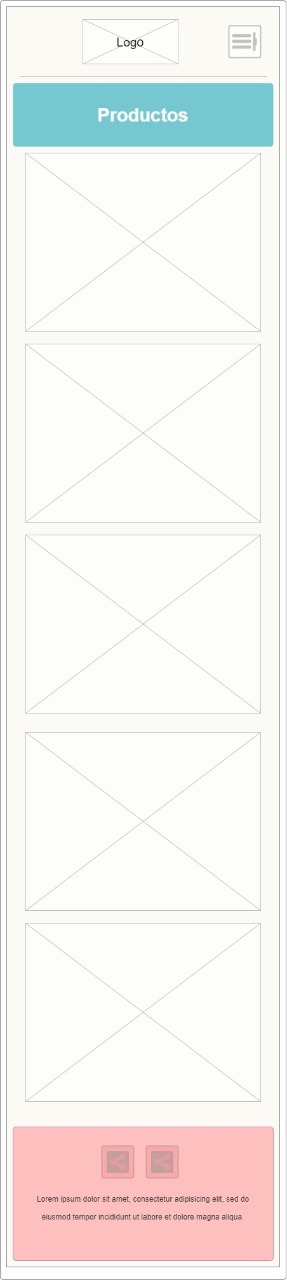 Logo
Productos
Lorem ipsum dolor sit amet, consectetur adipisicing elit, sed do
eiusmod tempor incididunt ut labore et dolore magna aliqua.